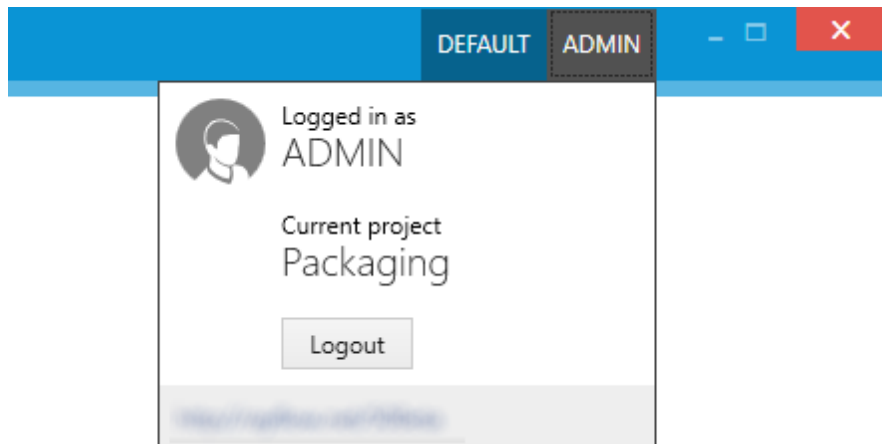 DEFAULT ADMIN
Logged in as
ADMIN
Current project
Packaging
Logout